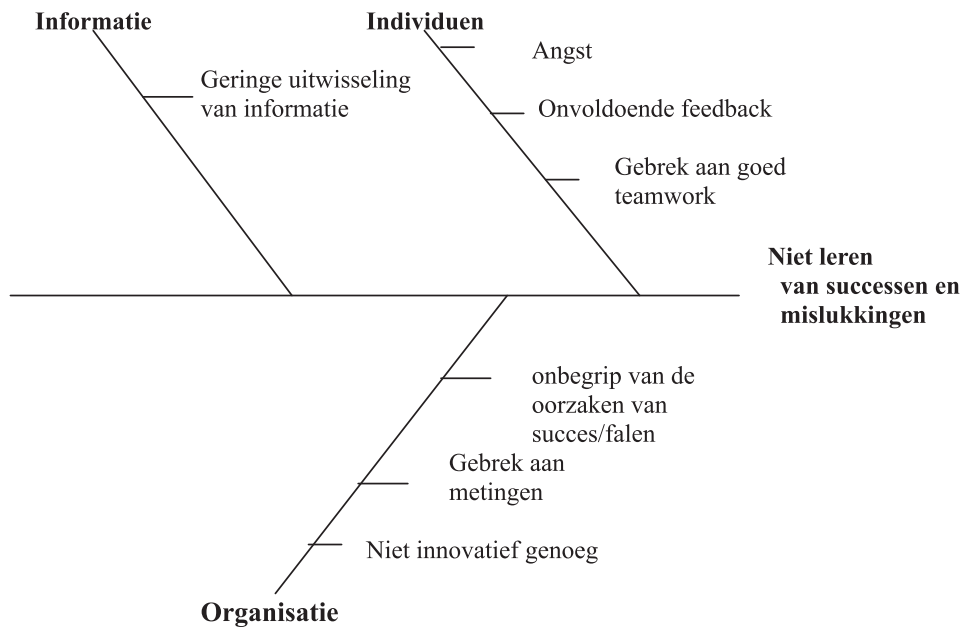 Informatie
Geringe uitwisseling
van informatie
Individuen
Angst
Onvoldoende feedback
Gebrek aan goed
teamwork
Niet leren
van successen en
mislukkingen
onbegrip van de
oorzaken van
succes/falen
Gebrek aan
metingen
Niet innovatief genoeg
Organisatie